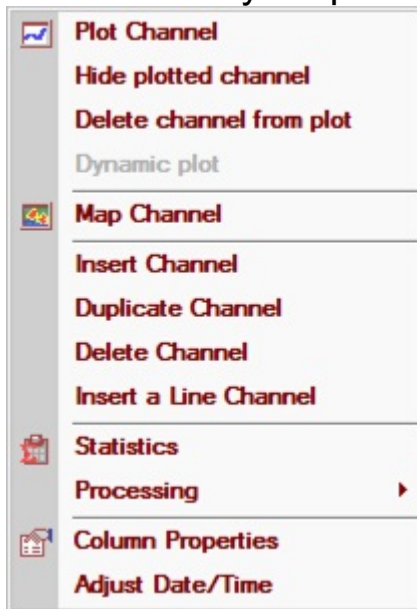 Plot Channel
Hide plotted channel
Delete channel from plot
Dynamic plot
Map Channel
Insert Channel
Duplicate Channel
Delete Channel
Insert a Line Channel
Statistics
Processing
Column Properties
Adjust Date/Time